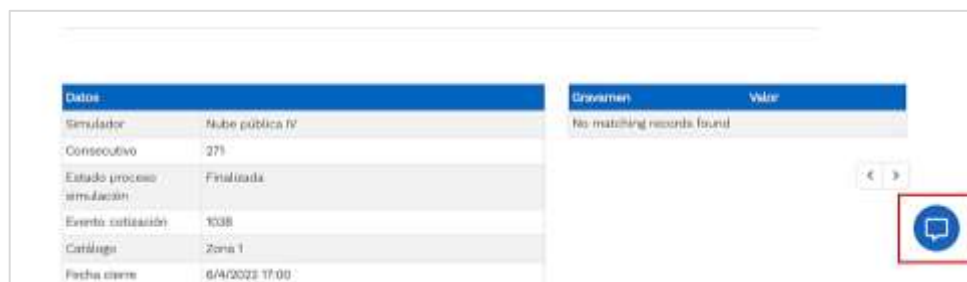 Datos
Simulador Nube pública IV
Consecutivo 271
Estado proceso Finalizada
simulación
Evento cotización 1038
Catálogo Zona 1
Fecha cierre 6/4/2022 17:00
Gravamen Valor
No matching records found